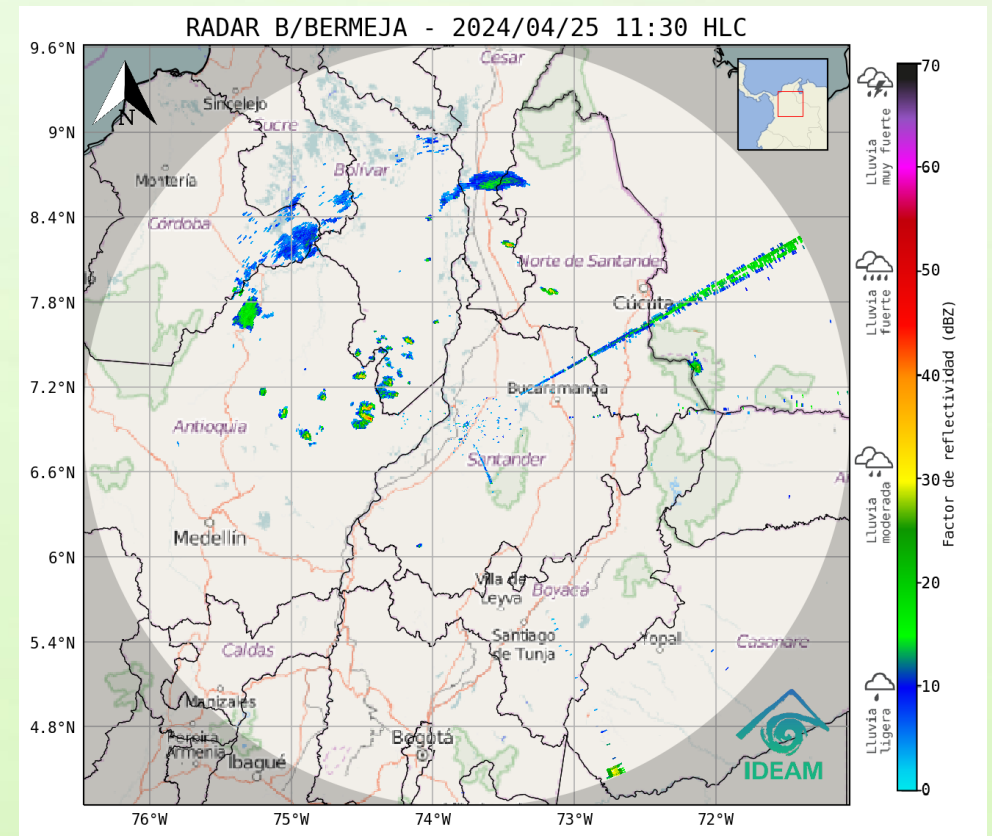 RADAR B/BERMEJA - 2024/04/25 11:30 HLC
9.6°N
9°N
8.4°N
7.8°N
7.2°N
6.6°N
6°N
5.4°N
4.8°N
76°W
75°W
74°W
73°W
72°W
N
Cesar
Sincelejo
Sucre
Montería
Bolívar
Córdoba
Norte de Santander
Cúcuta
Bucaramanga
Antioquia
Santander
Medellín
Villa de
Leyva
Boyacá
Santiago
de Tunja
Yopal
Casanare
Caldas
Manizales
Pereira
Armenia
Ibagué
Bogotá
IDEAM
Lluvia
muy fuerte
Lluvia
fuerte
Lluvia
moderada
Lluvia
ligera
70
60
50
40
30
20
10
0
Factor de reflectividad (dBZ)